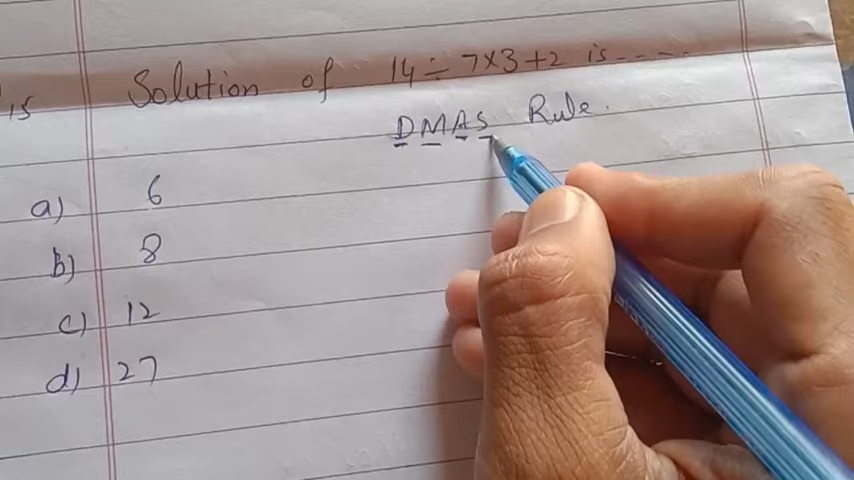 Solution of 14 ÷ 7 × 3 + 2 is.....
DMAS Rule.
a) 6
b) 8
c) 12
d) 27